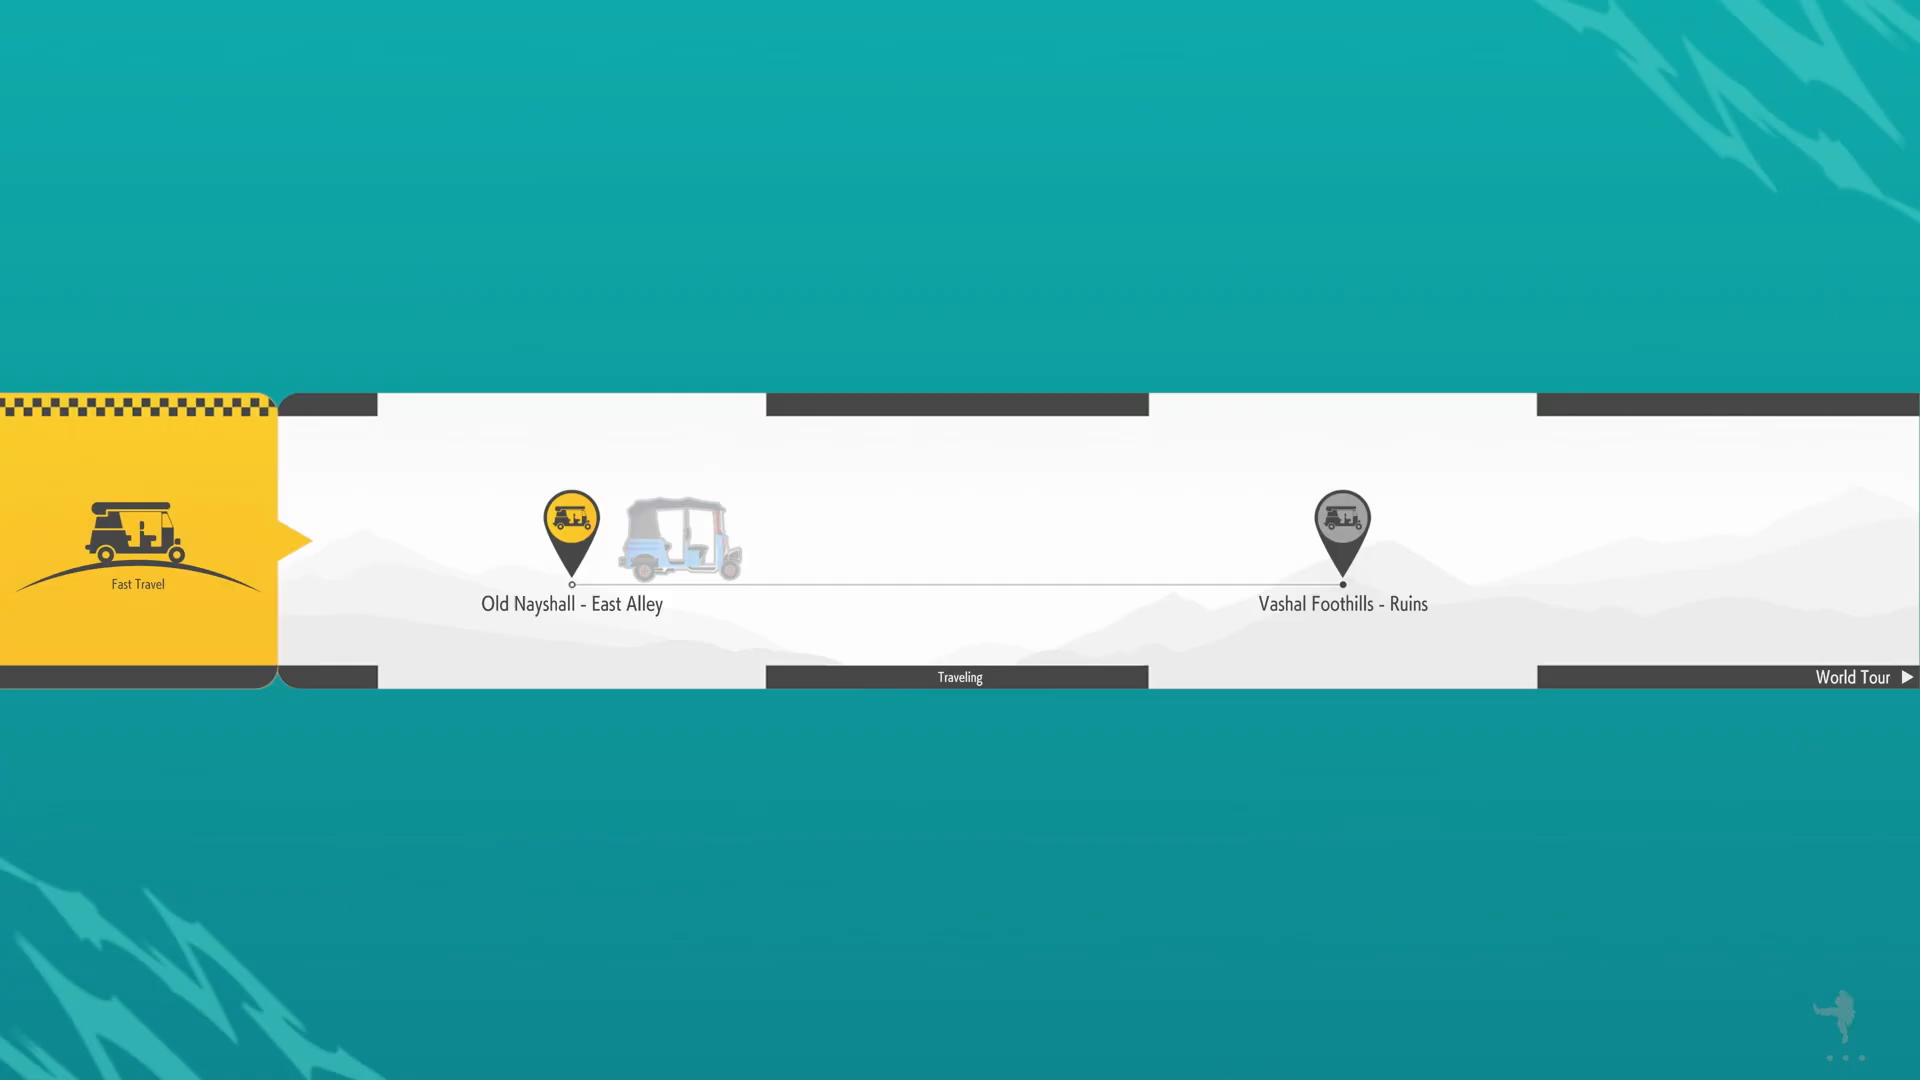 Fast Travel
Old Nayshall - East Alley
Vashal Foothills - Ruins
Traveling
World Tour